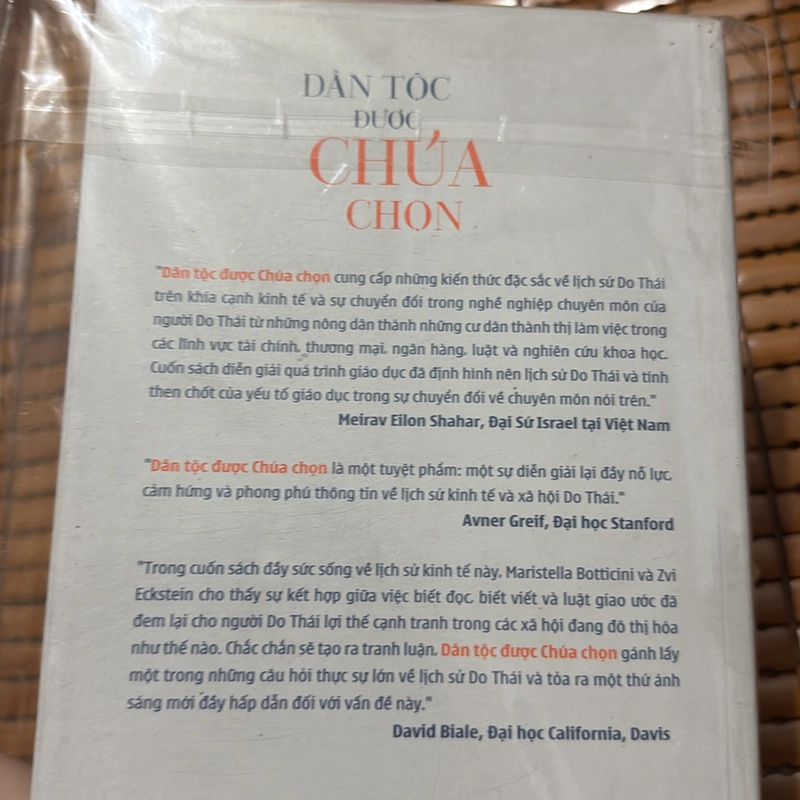 DÂN TỘC
ĐƯỢC
CHÚA
CHỌN
"Dân tộc được Chúa chọn cung cấp những kiến thức đặc sắc về lịch sử Do Thái
trên khía cạnh kinh tế và sự chuyển đổi trong nghề nghiệp chuyên môn của
người Do Thái từ những nông dân thành những cư dân thành thị làm việc trong
các lĩnh vực tài chính, thương mại, ngân hàng, luật và nghiên cứu khoa học.
Cuốn sách diễn giải quá trình giáo dục đã định hình nên lịch sử Do Thái và tính
then chốt của yếu tố giáo dục trong sự chuyển đổi về chuyên môn nói trên."
Meirav Eilon Shahar, Đại Sứ Israel tại Việt Nam
"Dân tộc được Chúa chọn là một tuyệt phẩm: một sự diễn giải lại đầy nỗ lực,
cảm hứng và phong phú thông tin về lịch sử kinh tế và xã hội Do Thái."
Avner Greif, Đại học Stanford
"Trong cuốn sách đầy sức sống về lịch sử kinh tế này, Maristella Botticini và Zvi
Eckstein cho thấy sự kết hợp giữa việc biết đọc, biết viết và luật giao ước đã
đem lại cho người Do Thái lợi thế cạnh tranh trong các xã hội đang đô thị hóa
như thế nào. Chắc chắn sẽ tạo ra tranh luận, Dân tộc được Chúa chọn gánh lấy
một trong những câu hỏi thực sự lớn về lịch sử Do Thái và tỏa ra một thứ ánh
sáng mới đầy hấp dẫn đối với vấn đề này."
David Biale, Đại học California, Davis